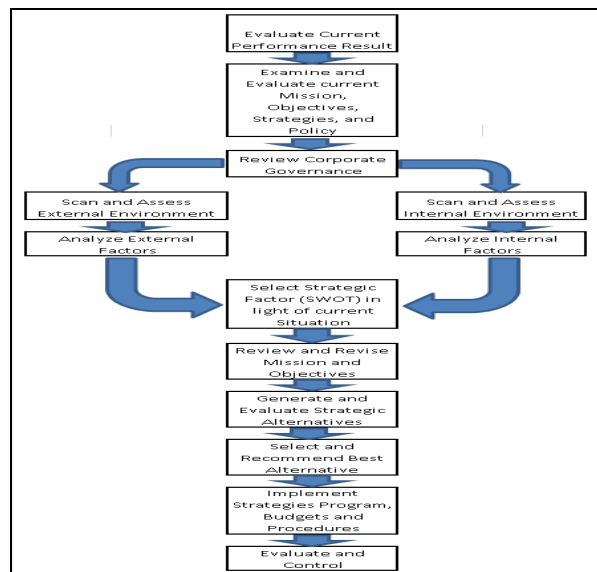 Evaluate Current
Performance Result
Examine and
Evaluate current
Mission,
Objectives,
Strategies, and
Policy
Review Corporate
Governance
Scan and Assess
External Environment
Scan and Assess
Internal Environment
Analyze External
Factors
Analyze Internal
Factors
Select Strategic
Factor (SWOT) in
light of current
Situation
Review and Revise
Mission and
Objectives
Generate and
Evaluate Strategic
Alternatives
Select and
Recommend Best
Alternative
Implement
Strategies Program,
Budgets and
Procedures
Evaluate and
Control